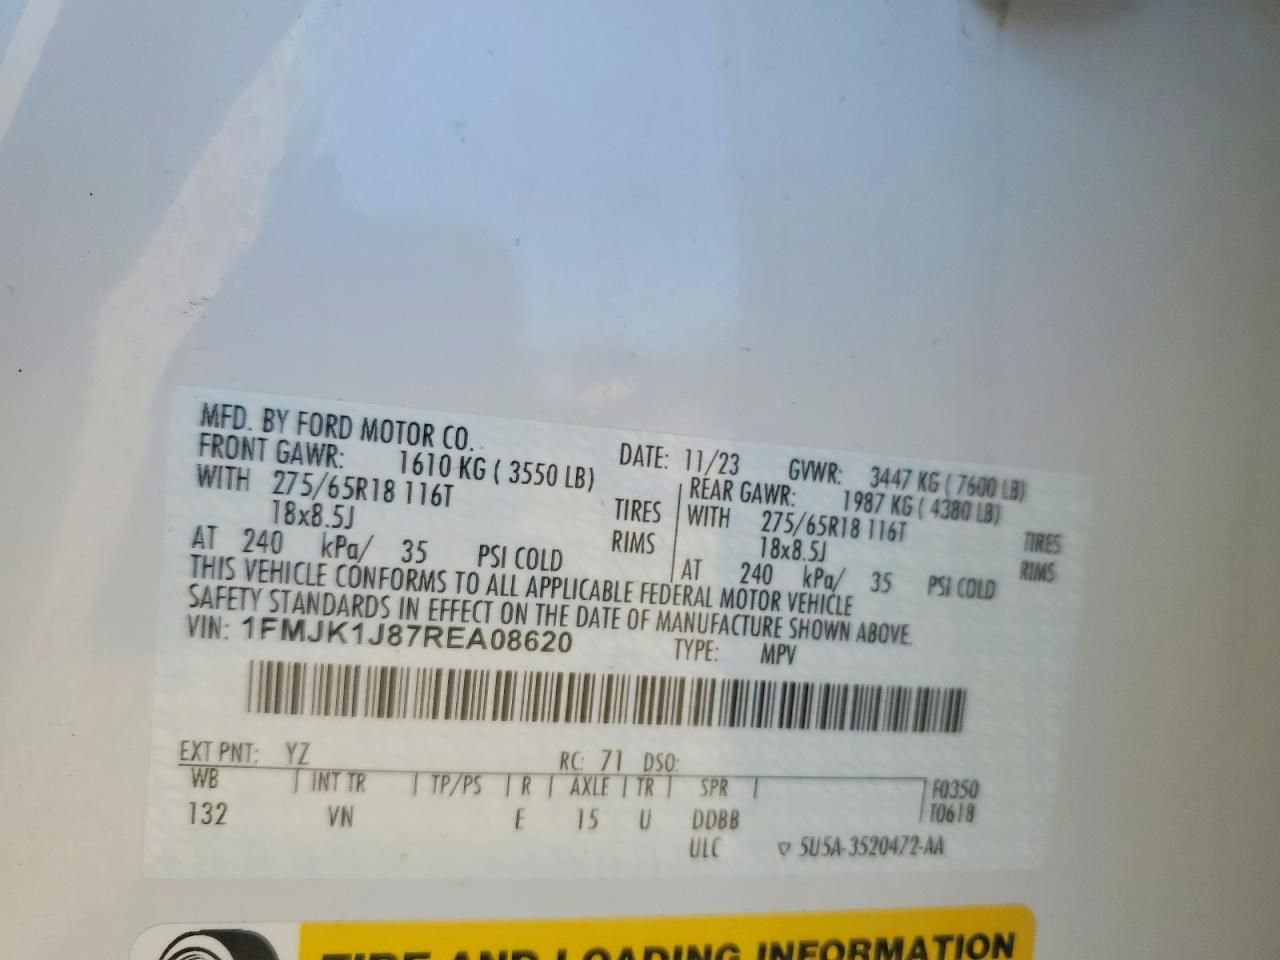 MFD. BY FORD MOTOR CO.
DATE: 11/23 GVWR: 3447 KG ( 7600 LB)
FRONT GAWR: 1610 KG ( 3550 LB)
WITH 275/65R18 116T TIRES
18x8.5J RIMS
AT 240 kPa/ 35 PSI COLD
REAR GAWR: 1987 KG ( 4380 LB)
WITH 275/65R18 116T TIRES
18x8.5J RIMS
AT 240 kPa/ 35 PSI COLD
THIS VEHICLE CONFORMS TO ALL APPLICABLE FEDERAL MOTOR VEHICLE
SAFETY STANDARDS IN EFFECT ON THE DATE OF MANUFACTURE SHOWN ABOVE.
VIN: 1FMJK1J87REA08620 TYPE: MPV
EXT PNT: YZ RC: 71 DSO:
WB INT TR TP/PS R AXLE TR SPR F0350
132 VN E 15 U DDBB T0618
ULC ▽ 5U5A-3520472-AA
TIRE AND LOADING INFORMATION